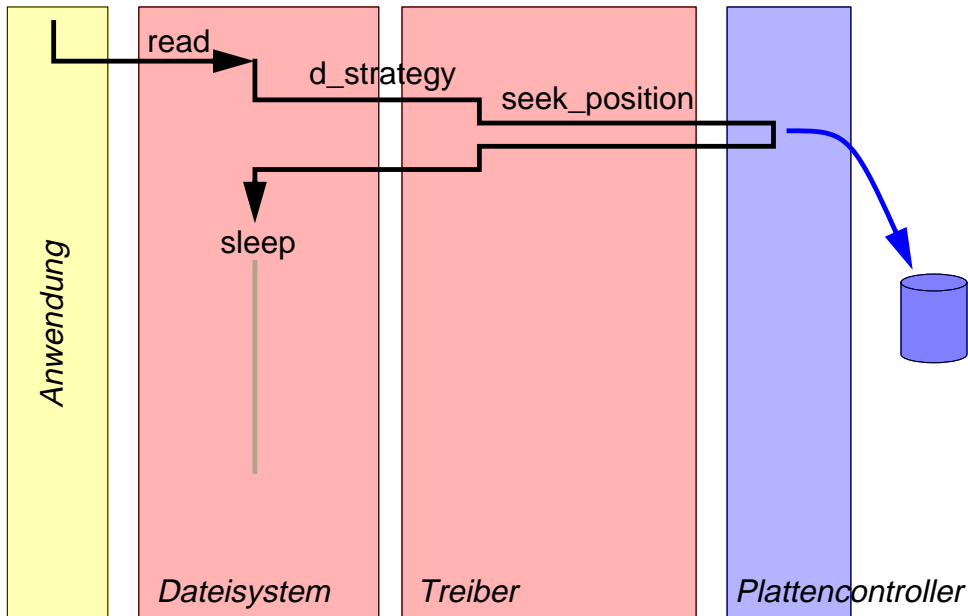 read
d_strategy
seek_position
sleep
Anwendung
Dateisystem
Treiber
Plattencontroller